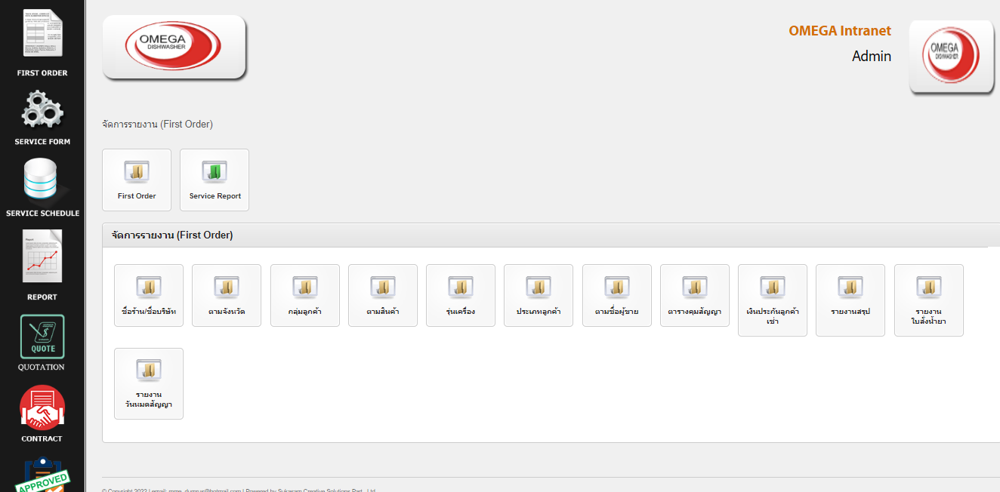 FIRST ORDER
SERVICE FORM
SERVICE SCHEDULE
REPORT
QUOTE
QUOTATION
CONTRACT
APPROVED
OMEGA
DISHWASHER
OMEGA Intranet
Admin
OMEGA
DISHWASHER
จัดการรายงาน (First Order)
First Order
Service Report
จัดการรายงาน (First Order)
ชื่อร้าน/ชื่อบริษัท
ตามจังหวัด
กลุ่มลูกค้า
ตามสินค้า
รุ่นเครื่อง
ประเภทลูกค้า
ตามชื่อผู้ขาย
ตารางคุมสัญญา
เงินประกันลูกค้า
เช่า
รายงานสรุป
รายงาน
ใบสั่งน้ำยา
รายงาน
วันหมดสัญญา